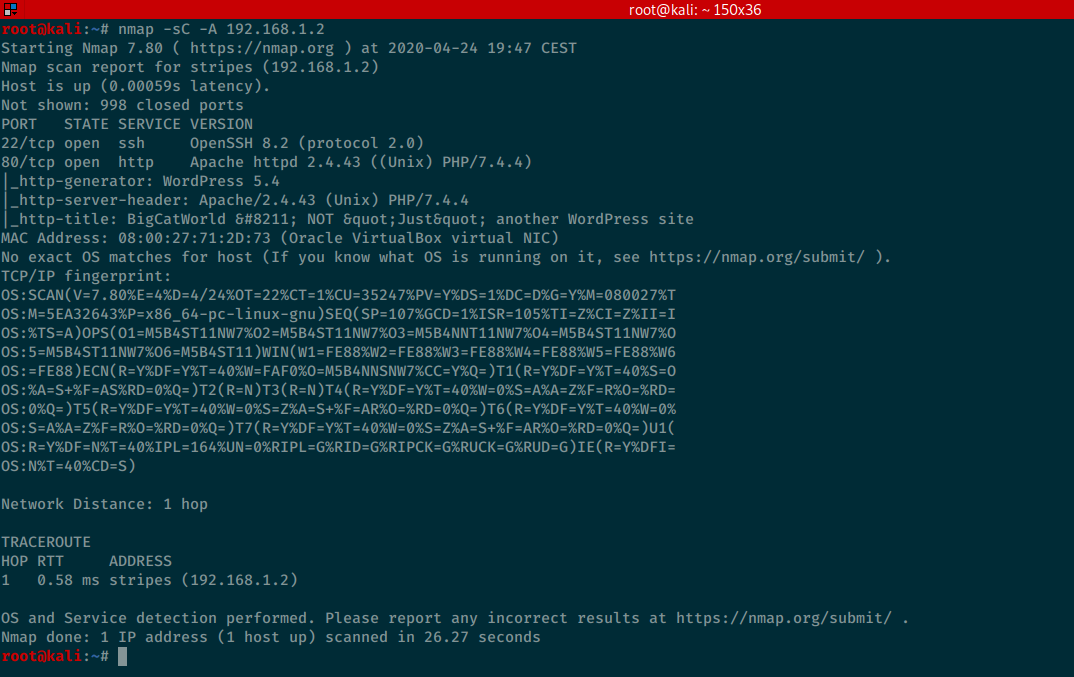 root@kali: ~ 150x36
root@kali:~# nmap -sC -A 192.168.1.2
Starting Nmap 7.80 ( https://nmap.org ) at 2020-04-24 19:47 CEST
Nmap scan report for stripes (192.168.1.2)
Host is up (0.00059s latency).
Not shown: 998 closed ports
PORT   STATE SERVICE VERSION
22/tcp open  ssh     OpenSSH 8.2 (protocol 2.0)
80/tcp open  http    Apache httpd 2.4.43 ((Unix) PHP/7.4.4)
|_http-generator: WordPress 5.4
|_http-server-header: Apache/2.4.43 (Unix) PHP/7.4.4
|_http-title: BigCatWorld &#8211; NOT &quot;Just&quot; another WordPress site
MAC Address: 08:00:27:71:2D:73 (Oracle VirtualBox virtual NIC)
No exact OS matches for host (If you know what OS is running on it, see https://nmap.org/submit/ ).
TCP/IP fingerprint:
OS:SCAN(V=7.80%E=4%D=4/24%OT=22%CT=1%CU=35247%PV=Y%DS=1%DC=D%G=Y%M=080027%T
OS:M=5EA32643%P=x86_64-pc-linux-gnu)SEQ(SP=107%GCD=1%ISR=105%TI=Z%CI=Z%II=I
OS:%TS=A)OPS(O1=M5B4ST11NW7%O2=M5B4ST11NW7%O3=M5B4NNT11NW7%O4=M5B4ST11NW7%O
OS:5=M5B4ST11NW7%O6=M5B4ST11)WIN(W1=FE88%W2=FE88%W3=FE88%W4=FE88%W5=FE88%W6
OS:=FE88)ECN(R=Y%DF=Y%T=40%W=FAF0%O=M5B4NNSNW7%CC=Y%Q=)T1(R=Y%DF=Y%T=40%S=O
OS:%A=S+%F=AS%RD=0%Q=)T2(R=N)T3(R=N)T4(R=Y%DF=Y%T=40%W=0%S=A%A=Z%F=R%O=%RD=
OS:0%Q=)T5(R=Y%DF=Y%T=40%W=0%S=Z%A=S+%F=AR%O=%RD=0%Q=)T6(R=Y%DF=Y%T=40%W=0%
OS:S=A%A=Z%F=R%O=%RD=0%Q=)T7(R=Y%DF=Y%T=40%W=0%S=Z%A=S+%F=AR%O=%RD=0%Q=)U1(
OS:R=Y%DF=N%T=40%IPL=164%UN=0%RIPL=G%RID=G%RIPCK=G%RUCK=G%RUD=G)IE(R=Y%DFI=
OS:N%T=40%CD=S)
Network Distance: 1 hop
TRACEROUTE
HOP RTT     ADDRESS
1   0.58 ms stripes (192.168.1.2)
OS and Service detection performed. Please report any incorrect results at https://nmap.org/submit/ .
Nmap done: 1 IP address (1 host up) scanned in 26.27 seconds
root@kali:~#